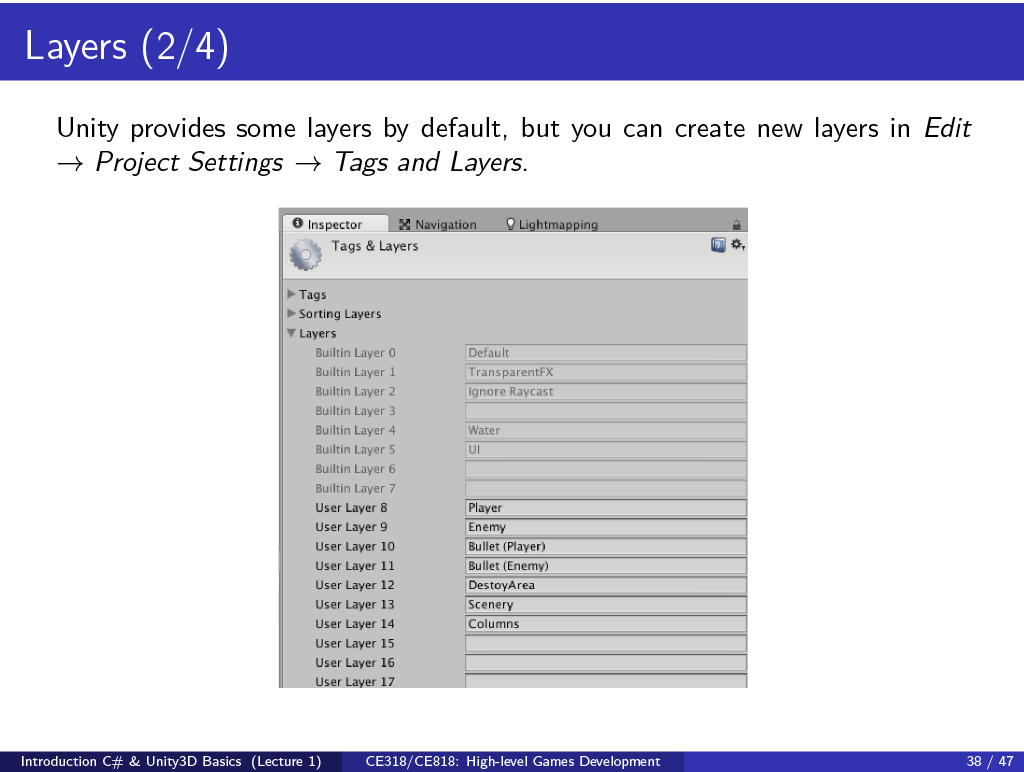 Layers (2/4)
Unity provides some layers by default, but you can create new layers in Edit
→ Project Settings → Tags and Layers.
Inspector Navigation Lightmapping
Tags & Layers
Tags
Sorting Layers
Layers
Builtin Layer 0 Default
Builtin Layer 1 TransparentFX
Builtin Layer 2 Ignore Raycast
Builtin Layer 3
Builtin Layer 4 Water
Builtin Layer 5 UI
Builtin Layer 6
Builtin Layer 7
User Layer 8 Player
User Layer 9 Enemy
User Layer 10 Bullet (Player)
User Layer 11 Bullet (Enemy)
User Layer 12 DestoyArea
User Layer 13 Scenery
User Layer 14 Columns
User Layer 15
User Layer 16
User Layer 17
Introduction C# & Unity3D Basics (Lecture 1) CE318/CE818: High-level Games Development 38 / 47